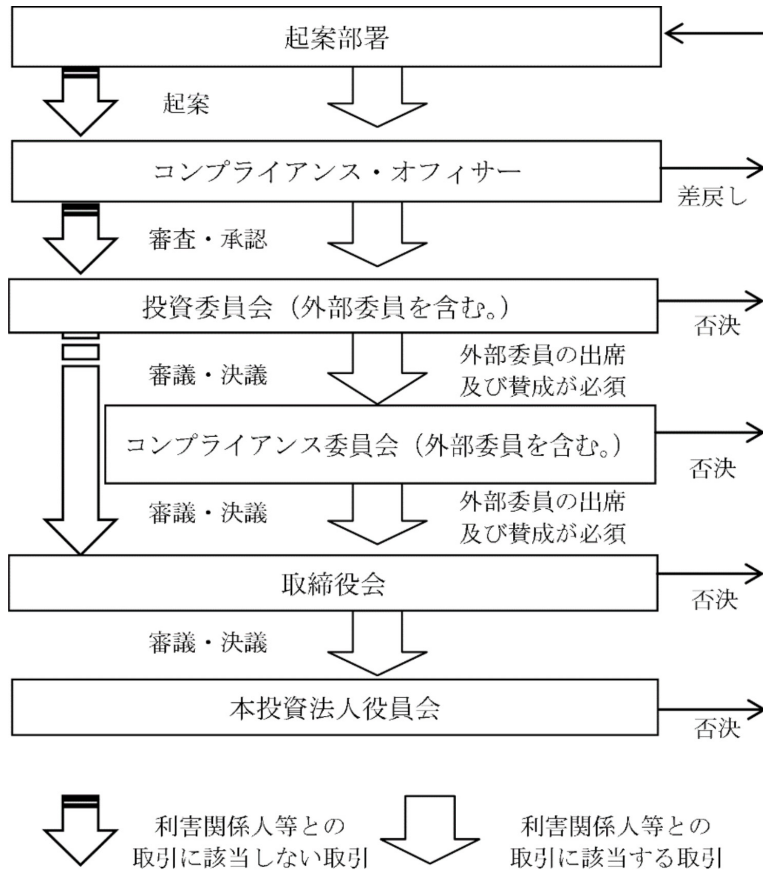 起案部署
起案
コンプライアンス・オフィサー
差戻し
審査・承認
投資委員会（外部委員を含む。）
否決
審議・決議
外部委員の出席
及び賛成が必須
コンプライアンス委員会（外部委員を含む。）
否決
審議・決議
外部委員の出席
及び賛成が必須
取締役会
否決
審議・決議
本投資法人役員会
否決
利害関係人等との
取引に該当しない取引
利害関係人等との
取引に該当する取引